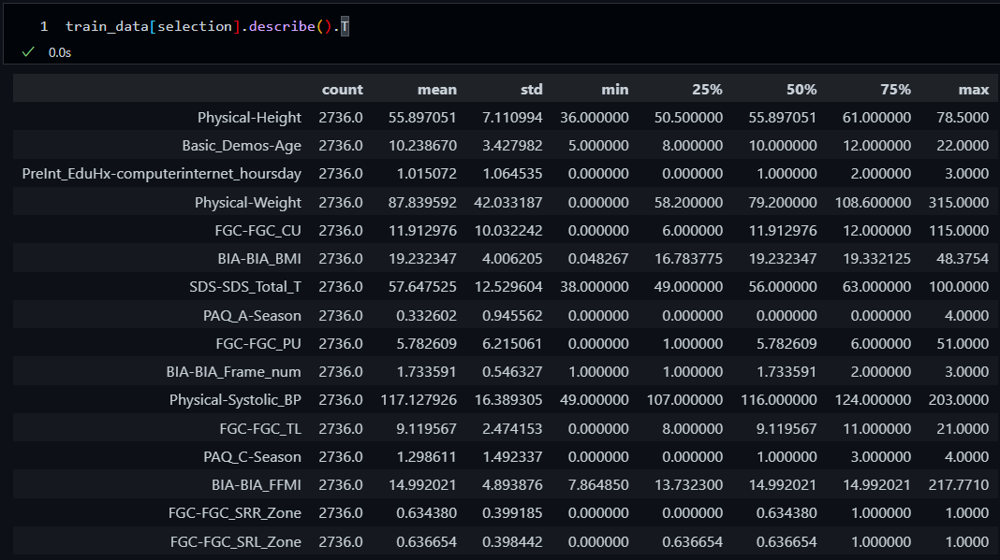 1 train_data[selection].describe().T
0.0s
count mean std min 25% 50% 75% max
Physical-Height 2736.0 55.897051 7.110994 36.000000 50.500000 55.897051 61.000000 78.5000
Basic_Demos-Age 2736.0 10.238670 3.427982 5.000000 8.000000 10.000000 12.000000 22.0000
PreInt_EduHx-computerinternet_hoursday 2736.0 1.015072 1.064535 0.000000 0.000000 1.000000 2.000000 3.0000
Physical-Weight 2736.0 87.839592 42.033187 0.000000 58.200000 79.200000 108.600000 315.0000
FGC-FGC_CU 2736.0 11.912976 10.032242 0.000000 6.000000 11.912976 12.000000 115.0000
BIA-BIA_BMI 2736.0 19.232347 4.006205 0.048267 16.783775 19.232347 19.332125 48.3754
SDS-SDS_Total_T 2736.0 57.647525 12.529604 38.000000 49.000000 56.000000 63.000000 100.0000
PAQ_A-Season 2736.0 0.332602 0.945562 0.000000 0.000000 0.000000 0.000000 4.0000
FGC-FGC_PU 2736.0 5.782609 6.215061 0.000000 1.000000 5.782609 6.000000 51.0000
BIA-BIA_Frame_num 2736.0 1.733591 0.546327 1.000000 1.000000 1.733591 2.000000 3.0000
Physical-Systolic_BP 2736.0 117.127926 16.389305 49.000000 107.000000 116.000000 124.000000 203.0000
FGC-FGC_TL 2736.0 9.119567 2.474153 0.000000 8.000000 9.119567 11.000000 21.0000
PAQ_C-Season 2736.0 1.298611 1.492337 0.000000 0.000000 1.000000 3.000000 4.0000
BIA-BIA_FFMI 2736.0 14.992021 4.893876 7.864850 13.732300 14.992021 14.992021 217.7710
FGC-FGC_SRR_Zone 2736.0 0.634380 0.399185 0.000000 0.000000 0.634380 1.000000 1.0000
FGC-FGC_SRL_Zone 2736.0 0.636654 0.398442 0.000000 0.636654 0.636654 1.000000 1.0000